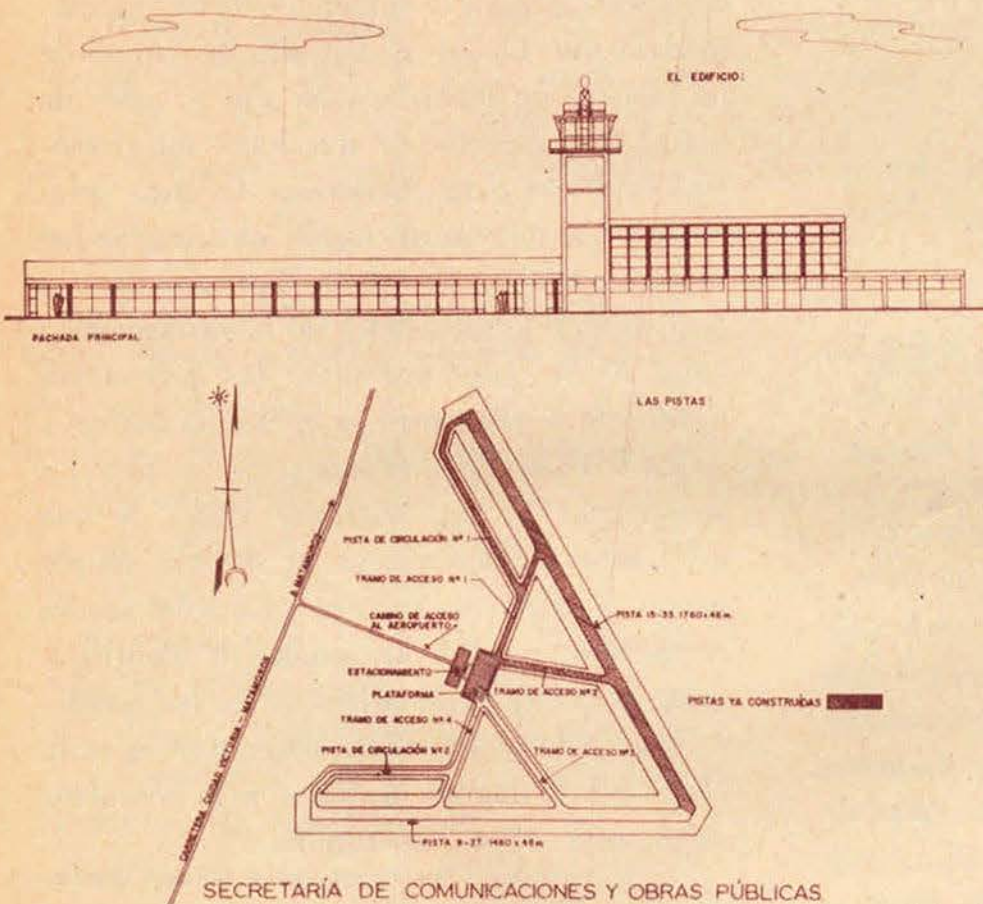 EL EDIFICIO:
FACHADA PRINCIPAL
LAS PISTAS:
PISTA DE CIRCULACIÓN Nº 1
TRAMO DE ACCESO Nº 1
A MATAMOROS
CAMINO DE ACCESO
AL AEROPUERTO
PISTA 15-33 1760 x 46 m.
ESTACIONAMIENTO
PLATAFORMA
TRAMO DE ACCESO Nº 2
PISTAS YA CONSTRUÍDAS
TRAMO DE ACCESO Nº 4
PISTA DE CIRCULACIÓN Nº 2
TRAMO DE ACCESO Nº 3
CARRETERA CIUDAD VICTORIA - MATAMOROS
PISTA 9-27 1460 x 46 m
SECRETARÍA DE COMUNICACIONES Y OBRAS PÚBLICAS